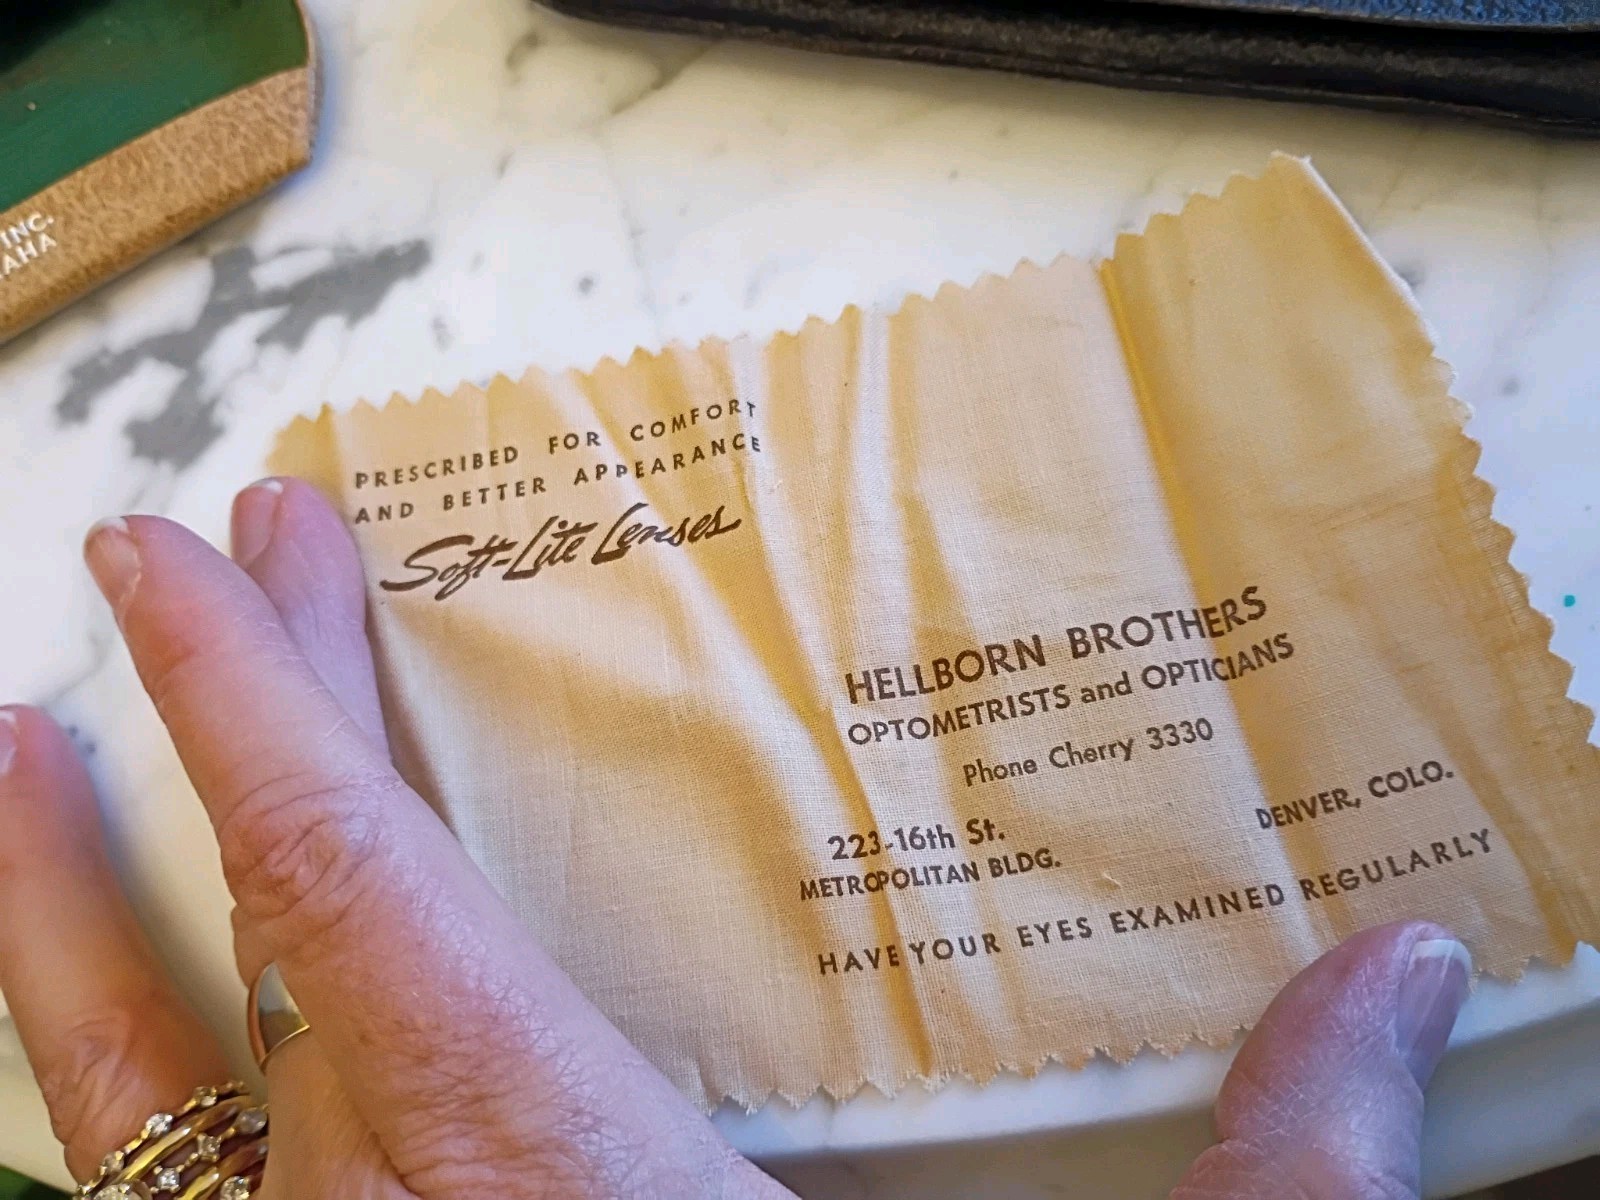 INC.
AHA
PRESCRIBED FOR COMFORT
AND BETTER APPEARANCE
Soft-Lite Lenses
HELLBORN BROTHERS
OPTOMETRISTS and OPTICIANS
Phone Cherry 3330
223-16th St.
METROPOLITAN BLDG.
DENVER, COLO.
HAVE YOUR EYES EXAMINED REGULARLY